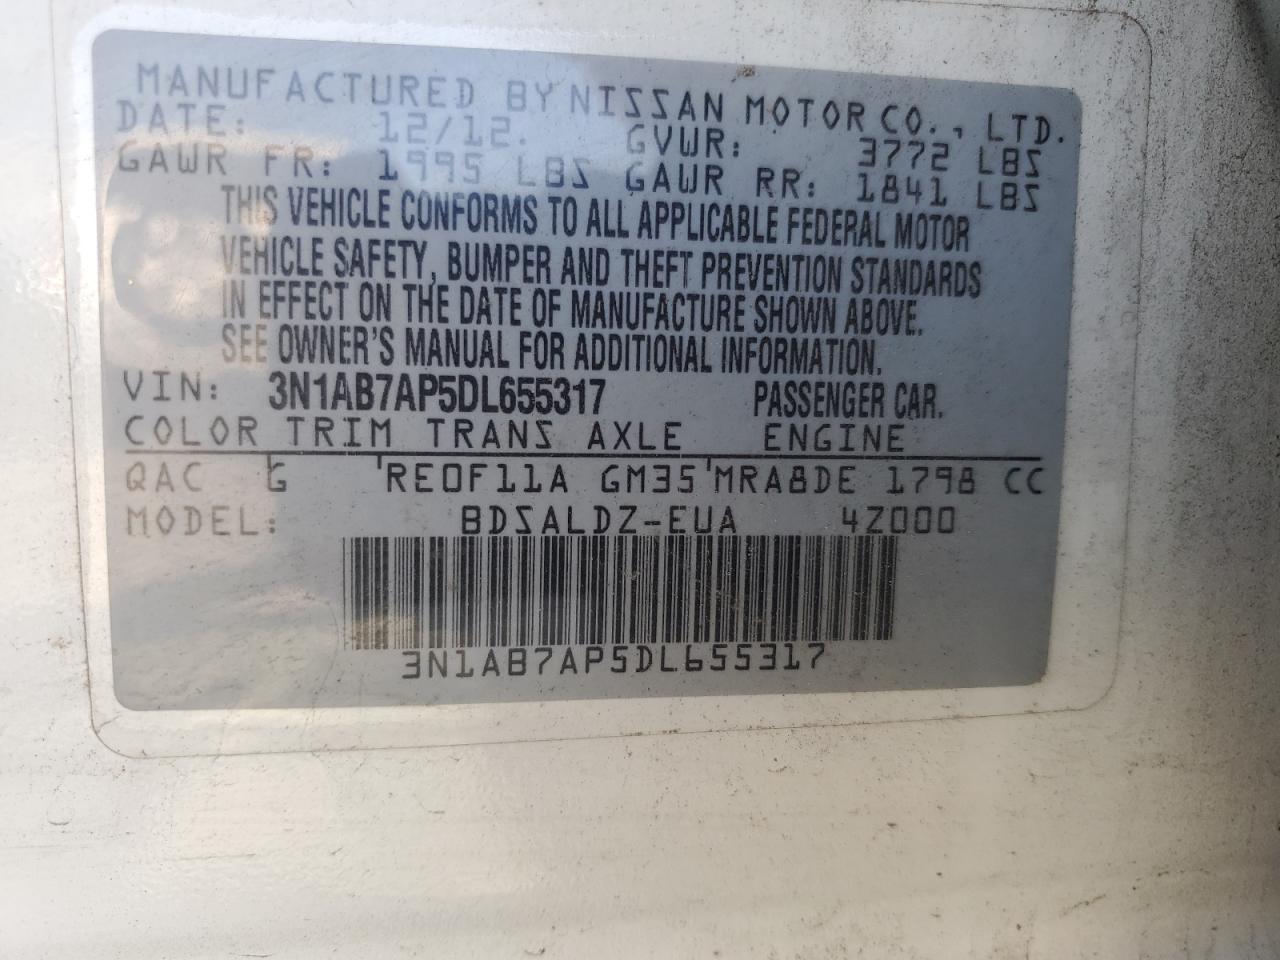 MANUFACTURED BY NISSAN MOTOR CO., LTD.
DATE: 12/12. GVWR: 3772 LBS
GAWR FR: 1995 LBS GAWR RR: 1841 LBS
THIS VEHICLE CONFORMS TO ALL APPLICABLE FEDERAL MOTOR
VEHICLE SAFETY, BUMPER AND THEFT PREVENTION STANDARDS
IN EFFECT ON THE DATE OF MANUFACTURE SHOWN ABOVE.
SEE OWNER'S MANUAL FOR ADDITIONAL INFORMATION.
VIN: 3N1AB7AP5DL655317 PASSENGER CAR.
COLOR TRIM TRANS AXLE ENGINE
QAC G RE0F11A GM35 MRA8DE 1798 CC
MODEL: BDSALDZ-EUA 4Z000
3N1AB7AP5DL655317